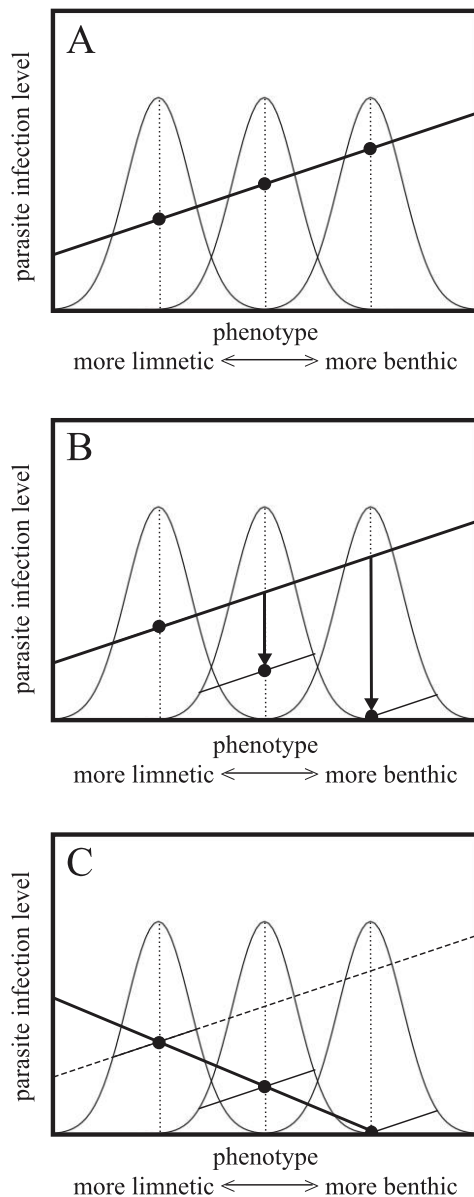 A
parasite infection level
phenotype
more limnetic more benthic
B
parasite infection level
phenotype
more limnetic more benthic
C
parasite infection level
phenotype
more limnetic more benthic